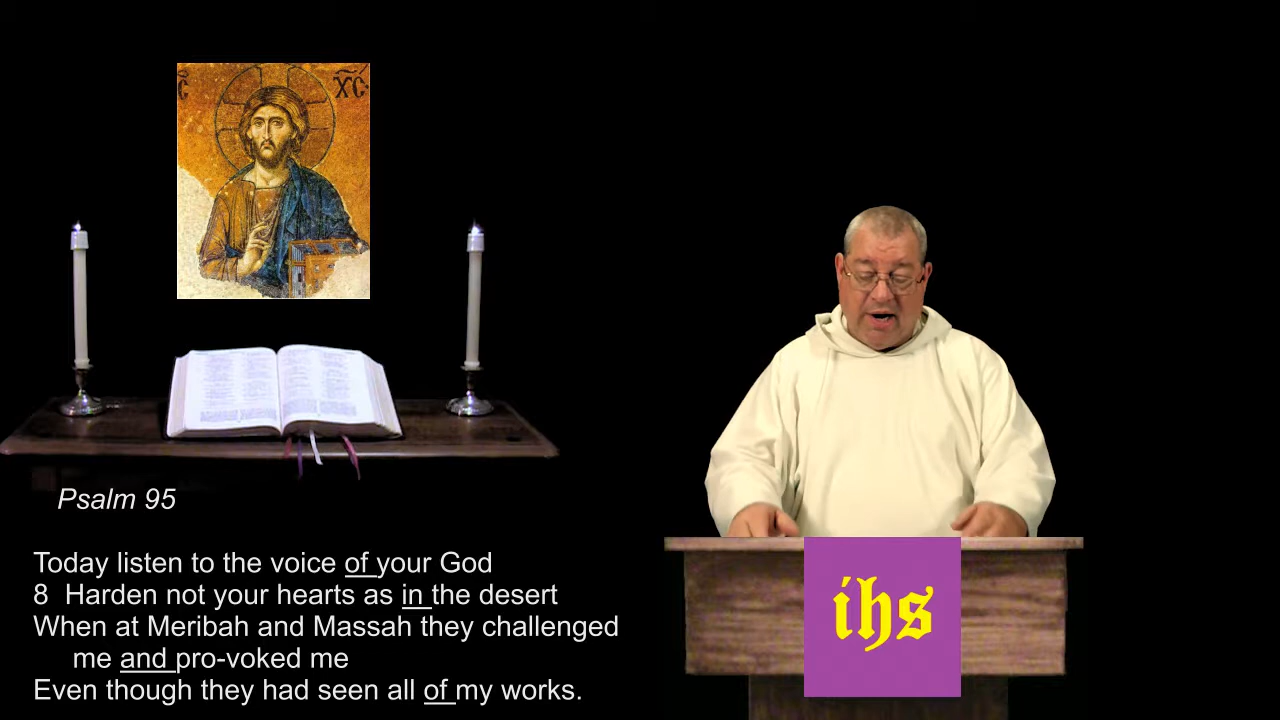 XC
Psalm 95
Today listen to the voice of your God
8 Harden not your hearts as in the desert
When at Meribah and Massah they challenged
me and pro-voked me
Even though they had seen all of my works.
ihs